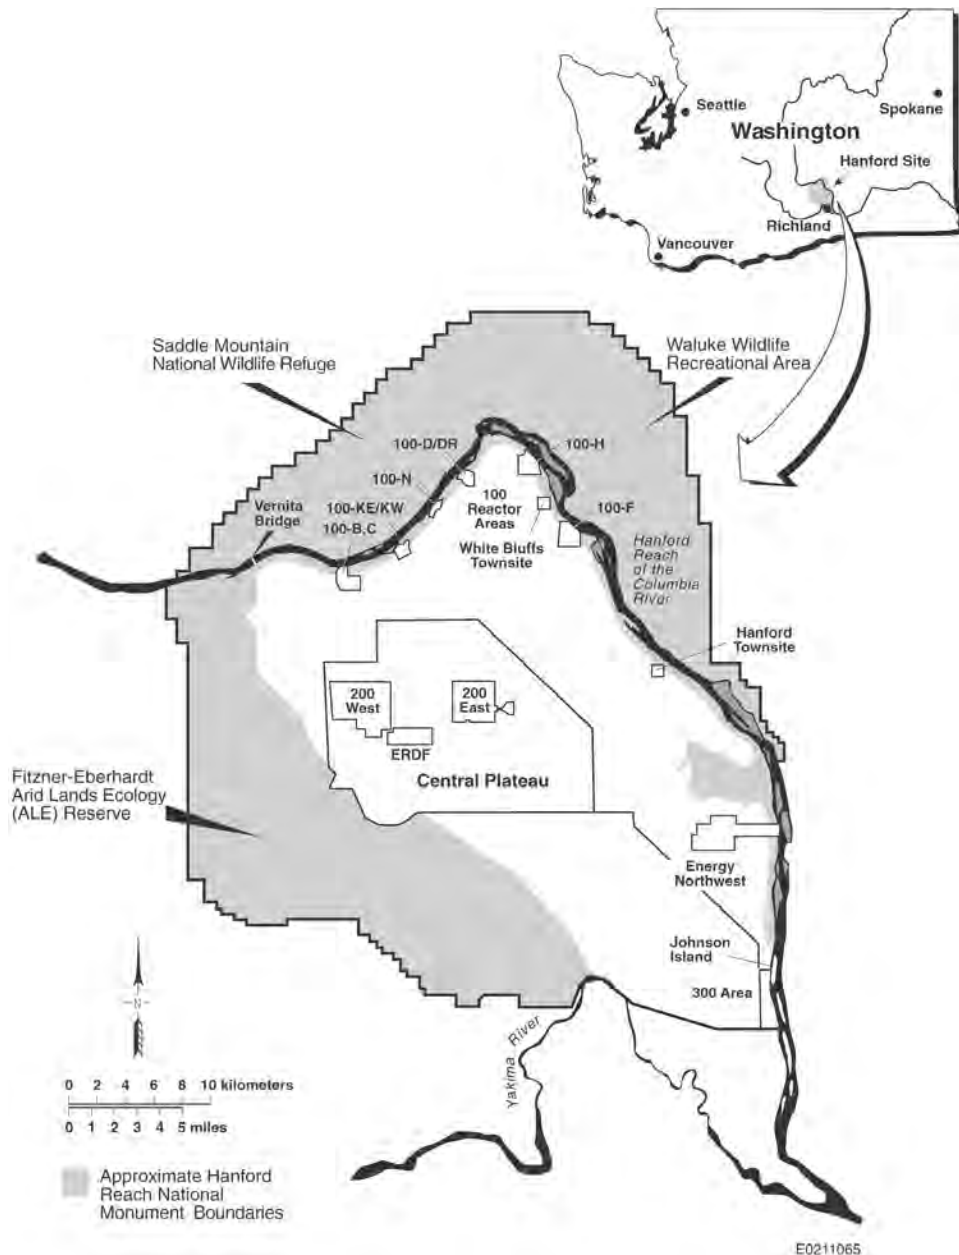 Seattle
Spokane
Washington
Hanford Site
Richland
Vancouver
Saddle Mountain
National Wildlife Refuge
Waluke Wildlife
Recreational Area
100-D/DR
100-H
100-N
100
Reactor
Areas
100-KE/KW
100-F
Vernita
Bridge
100-B,C
White Bluffs
Townsite
Hanford
Reach
of the
Columbia
River
Hanford
Townsite
200
West
200
East
ERDF
Central Plateau
Fitzner-Eberhardt
Arid Lands Ecology
(ALE) Reserve
Energy
Northwest
Johnson
Island
300 Area
N
Yakima River
0 2 4 6 8 10 kilometers
0 1 2 3 4 5 miles
Approximate Hanford
Reach National
Monument Boundaries
E0211065